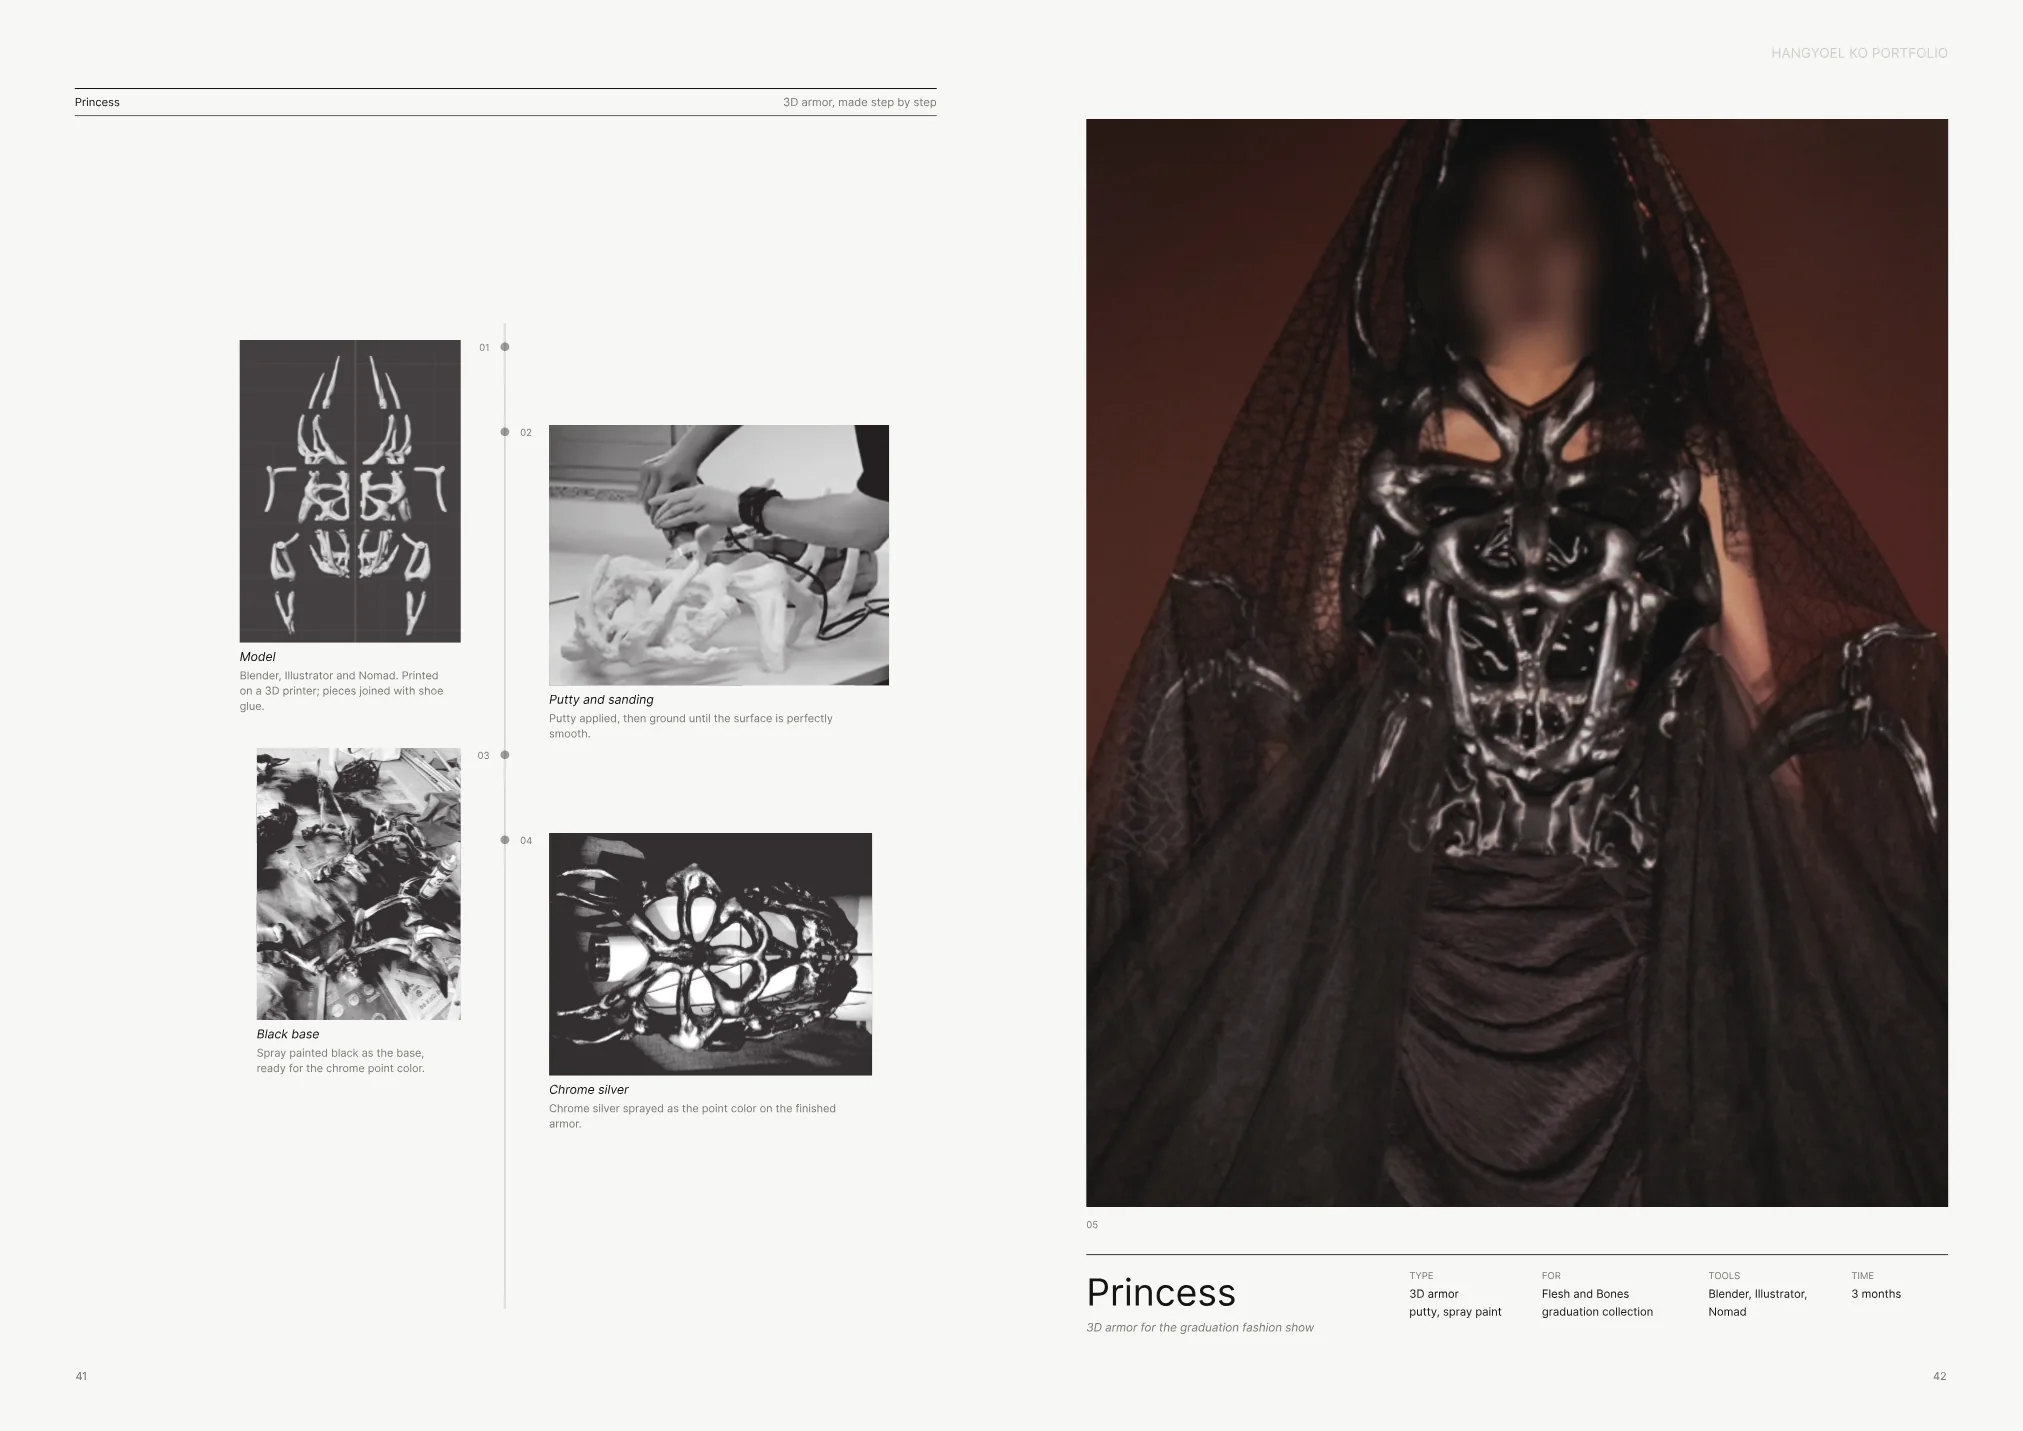 HANGYOEL KO PORTFOLIO
Princess
3D armor, made step by step
01
Model
Blender, Illustrator and Nomad. Printed
on a 3D printer; pieces joined with shoe
glue.
02
Putty and sanding
Putty applied, then ground until the surface is perfectly
smooth.
03
Black base
Spray painted black as the base,
ready for the chrome point color.
04
Chrome silver
Chrome silver sprayed as the point color on the finished
armor.
05
Princess
3D armor for the graduation fashion show
TYPE
3D armor
putty, spray paint
FOR
Flesh and Bones
graduation collection
TOOLS
Blender, Illustrator,
Nomad
TIME
3 months
41
42